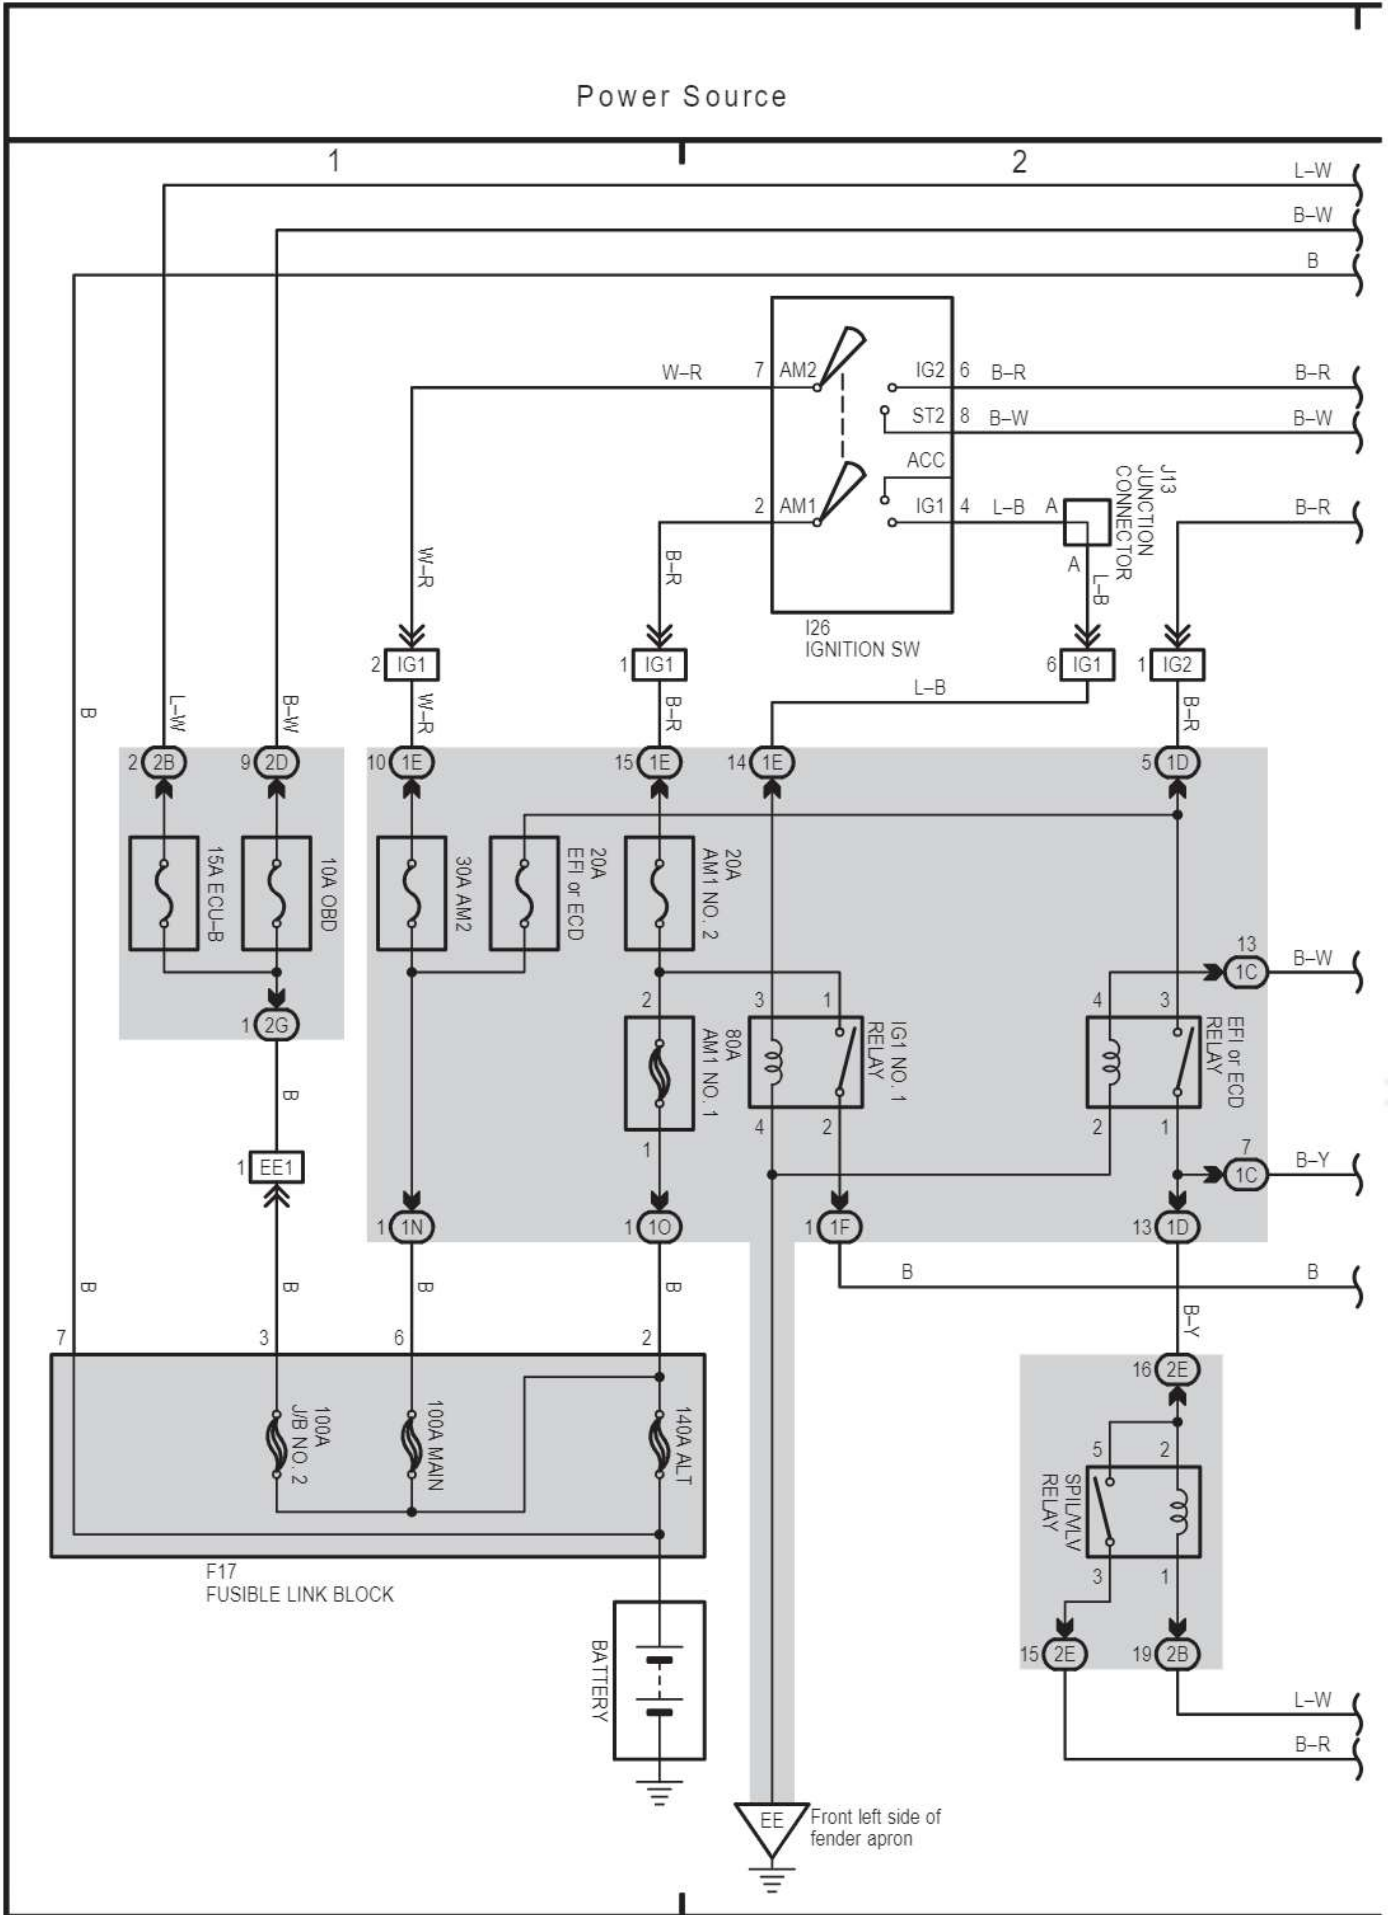 Power Source
1
2
L–W
B–W
B
W–R
7
AM2
IG2
6
B–R
B–R
ST2
8
B–W
B–W
ACC
2
AM1
IG1
4
L–B
A
J13
JUNCTION
CONNECTOR
B–R
A
L–B
W–R
B–R
I26
IGNITION SW
2
IG1
1
IG1
6
IG1
1
IG2
L–B
B
L–W
B–W
W–R
B–R
B–R
2
2B
9
2D
10
1E
15
1E
14
1E
5
1D
15A ECU–B
10A OBD
30A AM2
20A
EFI or ECD
20A
AM1 NO. 2
13
1C
B–W
1
2G
2
80A
AM1 NO. 1
1
3
1
IG1 NO. 1
RELAY
4
2
4
3
EFI or ECD
RELAY
2
1
B
1
EE1
7
1C
B–Y
1
1N
1
1O
1
1F
13
1D
B
B
B
B
B
B
B–Y
7
3
6
2
100A
J/B NO. 2
100A MAIN
140A ALT
F17
FUSIBLE LINK BLOCK
16
2E
5
2
SPIL/VLV
RELAY
3
1
15
2E
19
2B
L–W
B–R
BATTERY
EE
Front left side of
fender apron